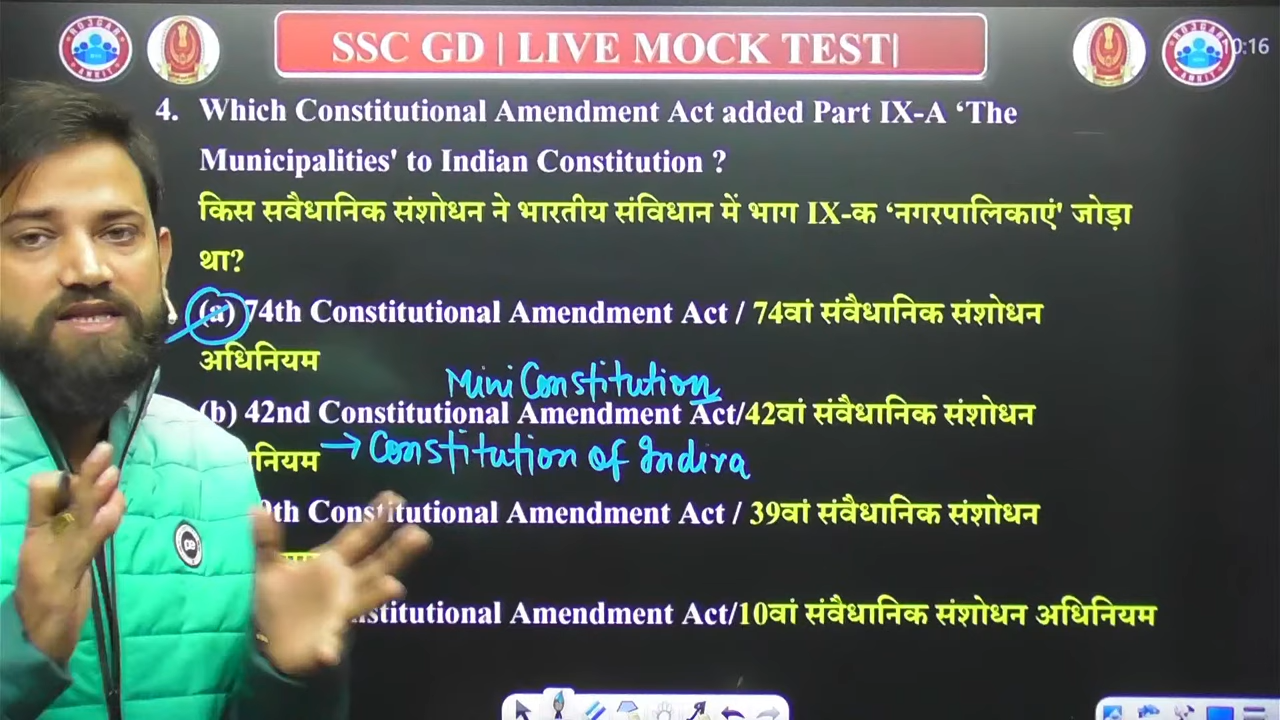 SSC GD | LIVE MOCK TEST|
10:16
4. Which Constitutional Amendment Act added Part IX-A ‘The
Municipalities' to Indian Constitution ?
किस सवैधानिक संशोधन ने भारतीय संविधान में भाग IX-क ‘नगरपालिकाएं' जोड़ा
था?
(a) 74th Constitutional Amendment Act / 74वां संवैधानिक संशोधन
अधिनियम
Mini Constitution
(b) 42nd Constitutional Amendment Act/42वां संवैधानिक संशोधन
नियम → Constitution of Indira
9th Constitutional Amendment Act / 39वां संवैधानिक संशोधन
Constitutional Amendment Act/10वां संवैधानिक संशोधन अधिनियम